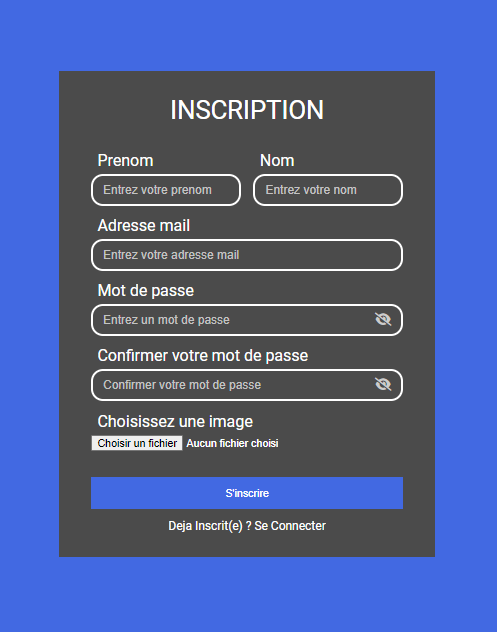 INSCRIPTION
Prenom Nom
Entrez votre prenom Entrez votre nom
Adresse mail
Entrez votre adresse mail
Mot de passe
Entrez un mot de passe
Confirmer votre mot de passe
Confirmer votre mot de passe
Choisissez une image
Choisir un fichier Aucun fichier choisi
S'inscrire
Deja Inscrit(e) ? Se Connecter